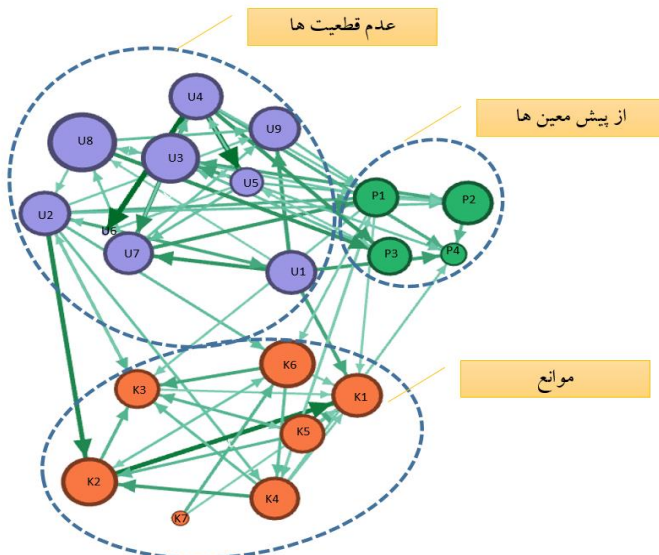 عدم قطعیت ها
از پیش معین ها
U4
U9
U8
U3
U5
P1
P2
U2
U6
U7
P3
P4
U1
K6
K3
K1
K5
K2
K4
K7
موانع